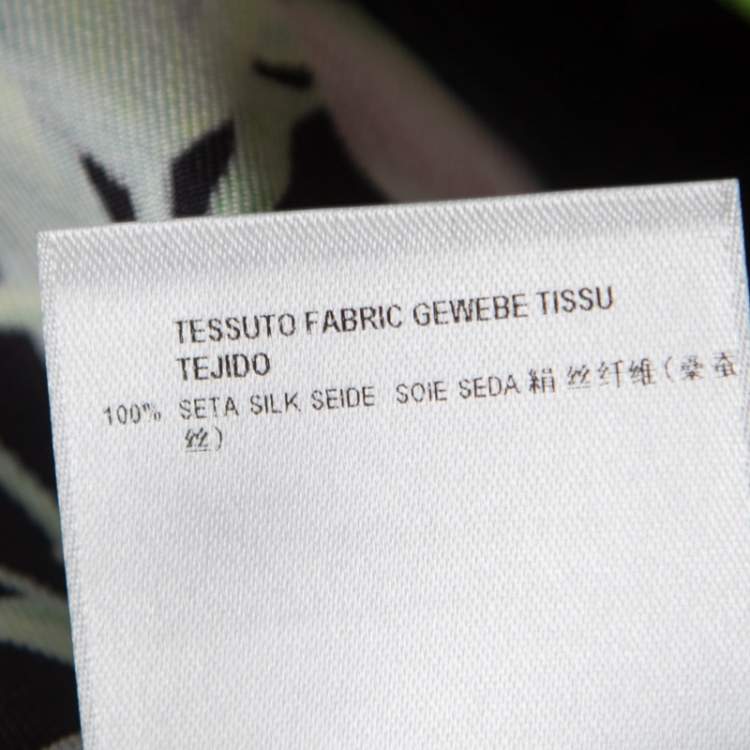 TESSUTO FABRIC GEWEBE TISSU
TEJIDO
100% SETA SILK SEIDE SOIE SEDA 絹 丝纤维(桑蚕
丝)